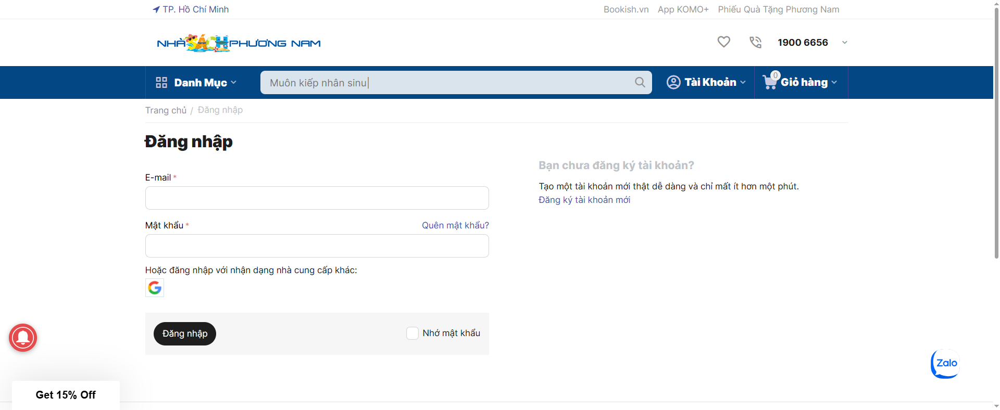 TP. Hồ Chí Minh
Bookish.vn App KOMO+ Phiếu Quà Tặng Phương Nam
NHÀ SÁCH PHƯƠNG NAM
1900 6656
Danh Mục
Muôn kiếp nhân sinu
Tài Khoản
0
Giỏ hàng
Trang chủ / Đăng nhập
Đăng nhập
E-mail *
Mật khẩu *
Quên mật khẩu?
Hoặc đăng nhập với nhận dạng nhà cung cấp khác:
Đăng nhập
Nhớ mật khẩu
Bạn chưa đăng ký tài khoản?
Tạo một tài khoản mới thật dễ dàng và chỉ mất ít hơn một phút.
Đăng ký tài khoản mới
Zalo
Get 15% Off